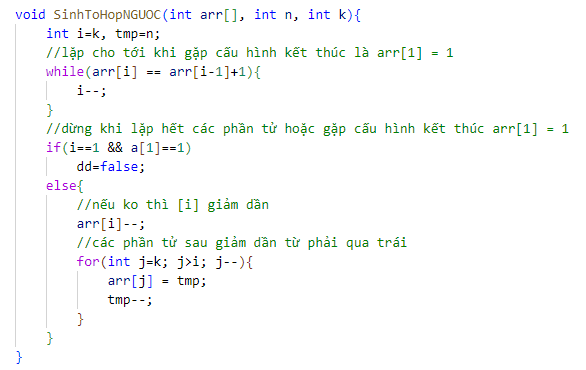 void SinhToHopNGUOC(int arr[], int n, int k){
int i=k, tmp=n;
//lặp cho tới khi gặp cấu hình kết thúc là arr[1] = 1
while(arr[i] == arr[i-1]+1){
i--;
}
//dừng khi lặp hết các phần tử hoặc gặp cấu hình kết thúc arr[1] = 1
if(i==1 && a[1]==1)
dd=false;
else{
//nếu ko thì [i] giảm dần
arr[i]--;
//các phần tử sau giảm dần từ phải qua trái
for(int j=k; j>i; j--){
arr[j] = tmp;
tmp--;
}
}
}